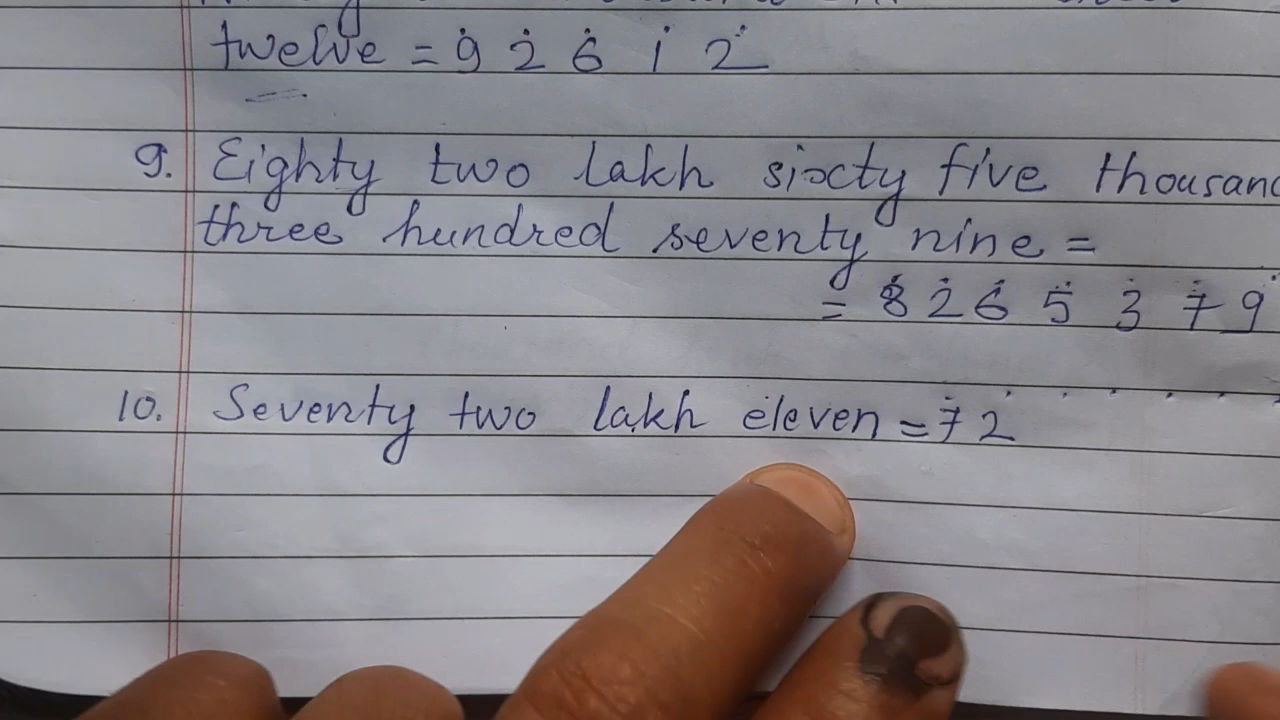 twelve = 9 2 6 1 2
9. Eighty two lakh sixty five thousand
three hundred seventy nine =
= 8 2 6 5 3 7 9
10. Seventy two lakh eleven = 7 2